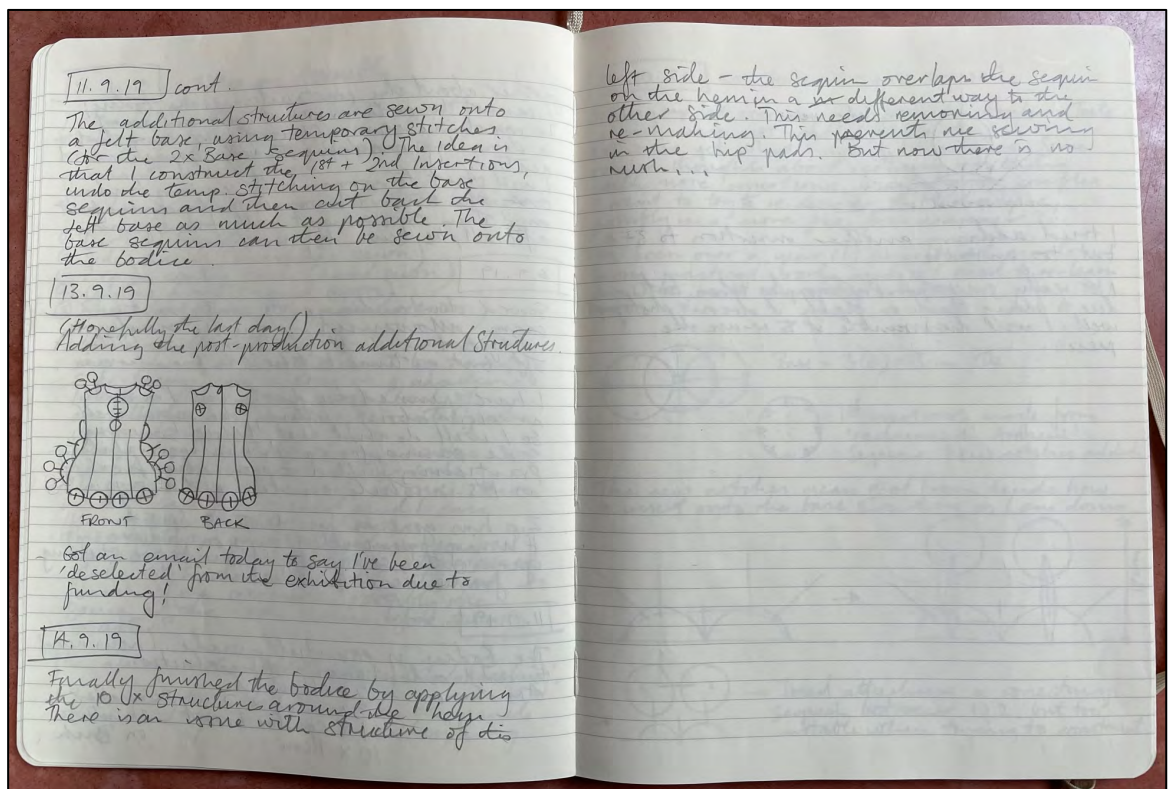 11.9.19 cont.
The additional structures are sewn onto
a felt base, using temporary stitches
(for the 2x Base Sequins). The idea is
that I construct the 1st + 2nd Insertions,
undo the temp. stitching on the base
sequins and then cut back the
felt base as much as possible. The
base sequins can then be sewn onto
the bodice.
13.9.19
(Hopefully the last day!)
Adding the post-production additional Structures.
FRONT
BACK
Got an email today to say I've been
'deselected' from the exhibition due to
funding!
14.9.19
Finally finished the bodice by applying
the 10 x Structures around the
There is an issue with structure of
left side - the sequin overlaps the sequin
on the hem in a different way to the
other side. This needs removing and
re-making. This prevents me sewing
in the hip pads. But now there is no
rush...